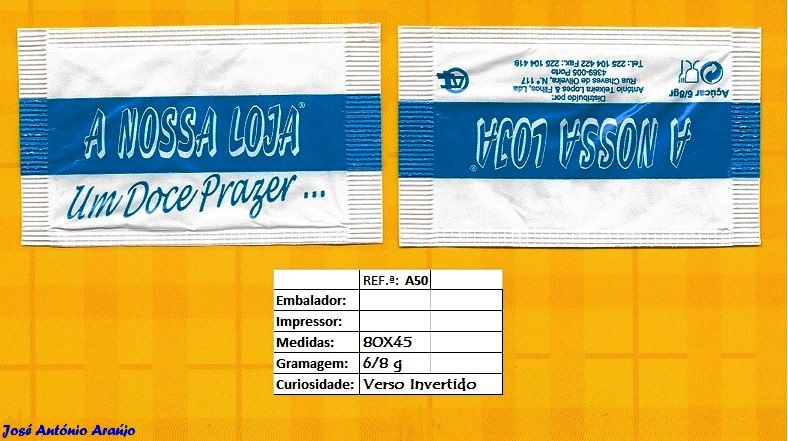 A NOSSA LOJA®
Um Doce Prazer ...
A NOSSA LOJA®
Açúcar 6/8gr
Distribuido por:
António Teixeira Lopes & Filhos, Lda
Rua Chaves de Oliveira, N.º 117
4369-005 Porto
Tel.: 225 104 422 Fax: 225 104 418
REF.ª: A50
Embalador:
Impressor:
Medidas: 80X45
Gramagem: 6/8 g
Curiosidade: Verso Invertido
José António Araújo